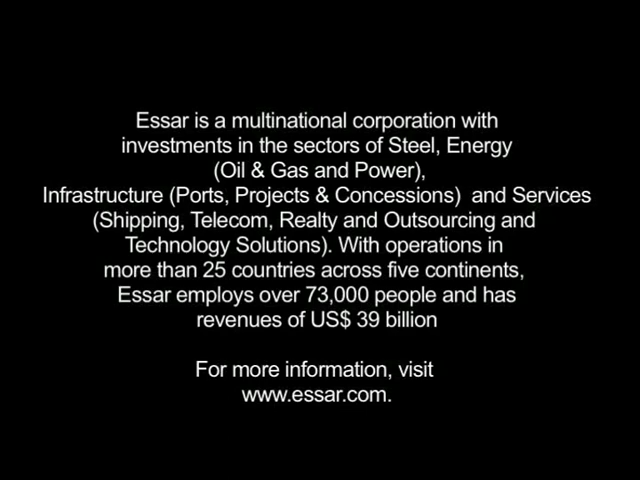 Essar is a multinational corporation with
investments in the sectors of Steel, Energy
(Oil & Gas and Power),
Infrastructure (Ports, Projects & Concessions)  and Services
(Shipping, Telecom, Realty and Outsourcing and
Technology Solutions). With operations in
more than 25 countries across five continents,
Essar employs over 73,000 people and has
revenues of US$ 39 billion
For more information, visit
www.essar.com.